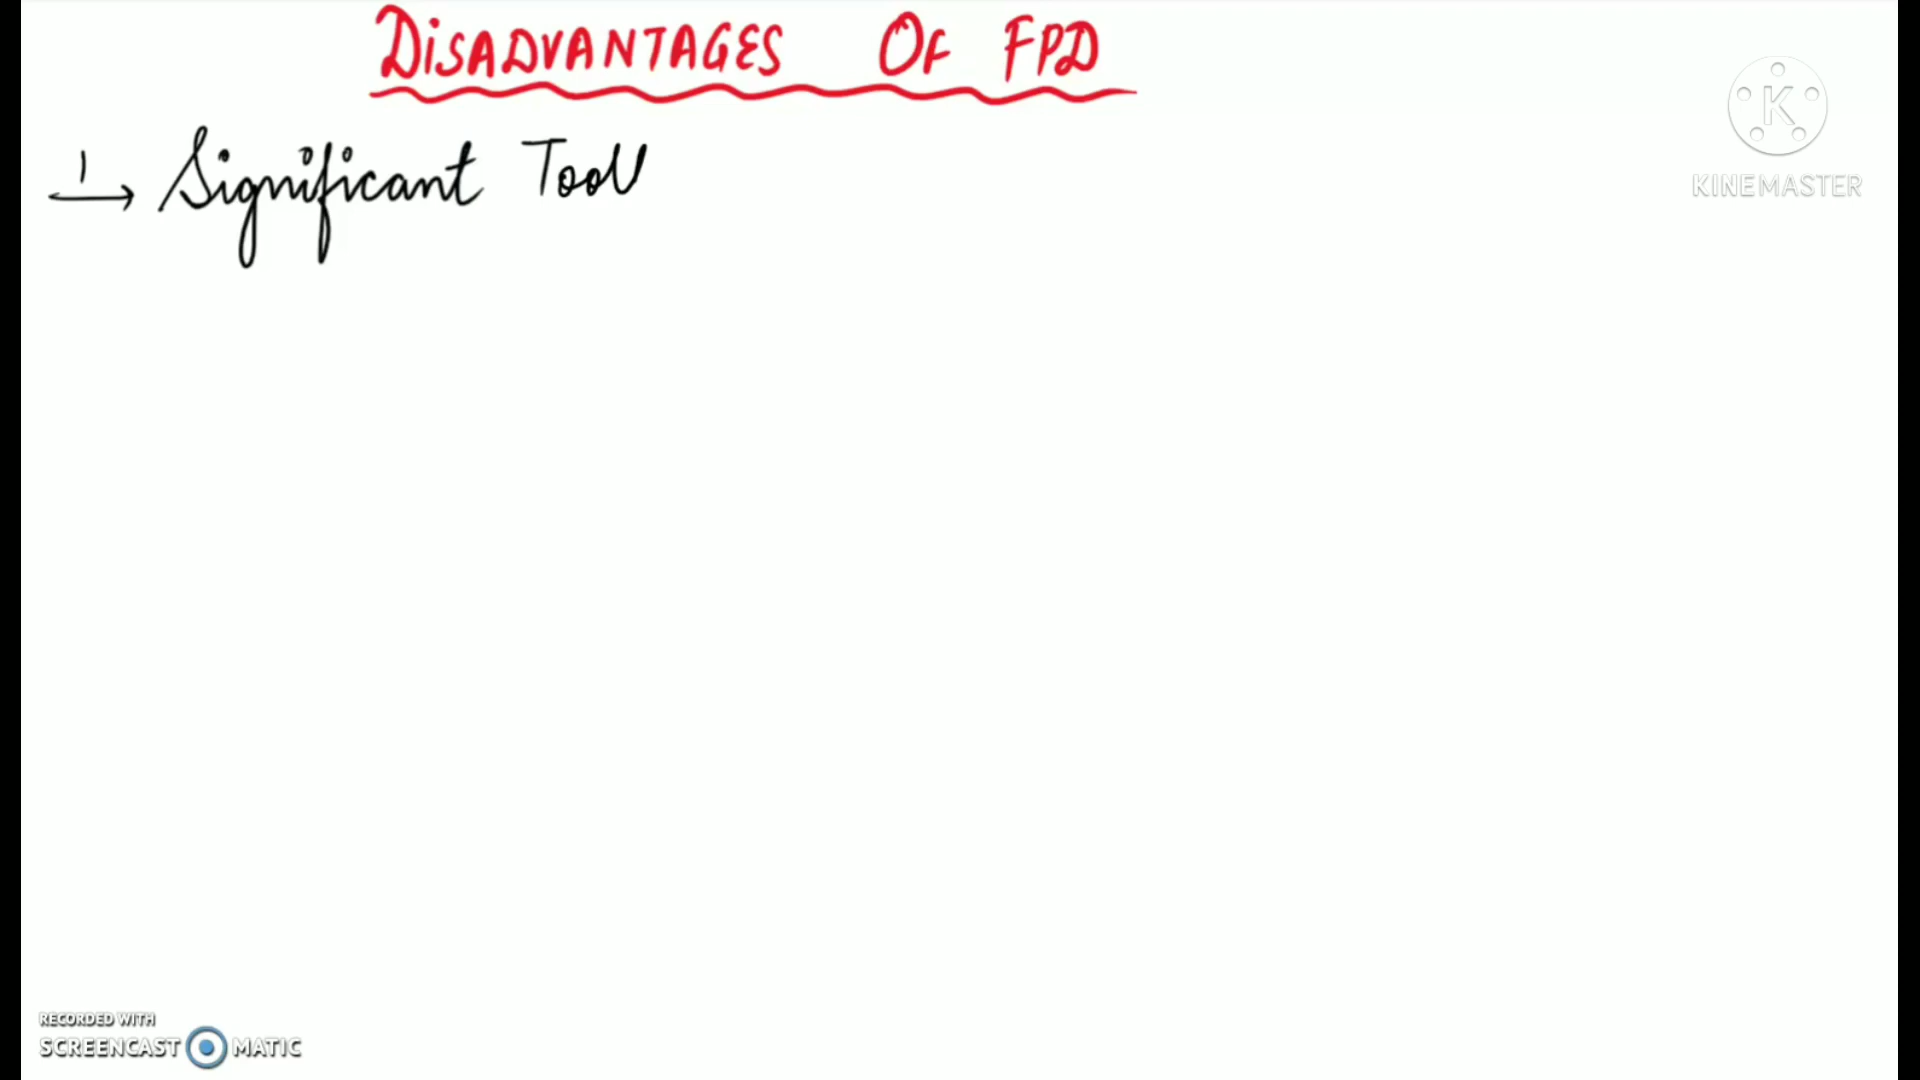 DISADVANTAGES OF FPD
KINEMASTER
1 → Significant Tool
RECORDED WITH
SCREENCAST MATIC